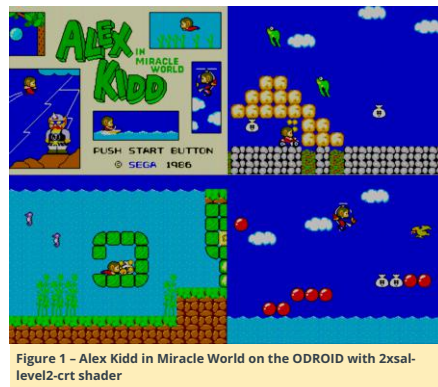 ALEX
IN
MIRACLE
WORLD
KIDD
PUSH START BUTTON
© SEGA 1986
Figure 1 – Alex Kidd in Miracle World on the ODROID with 2xsal-
level2-crt shader